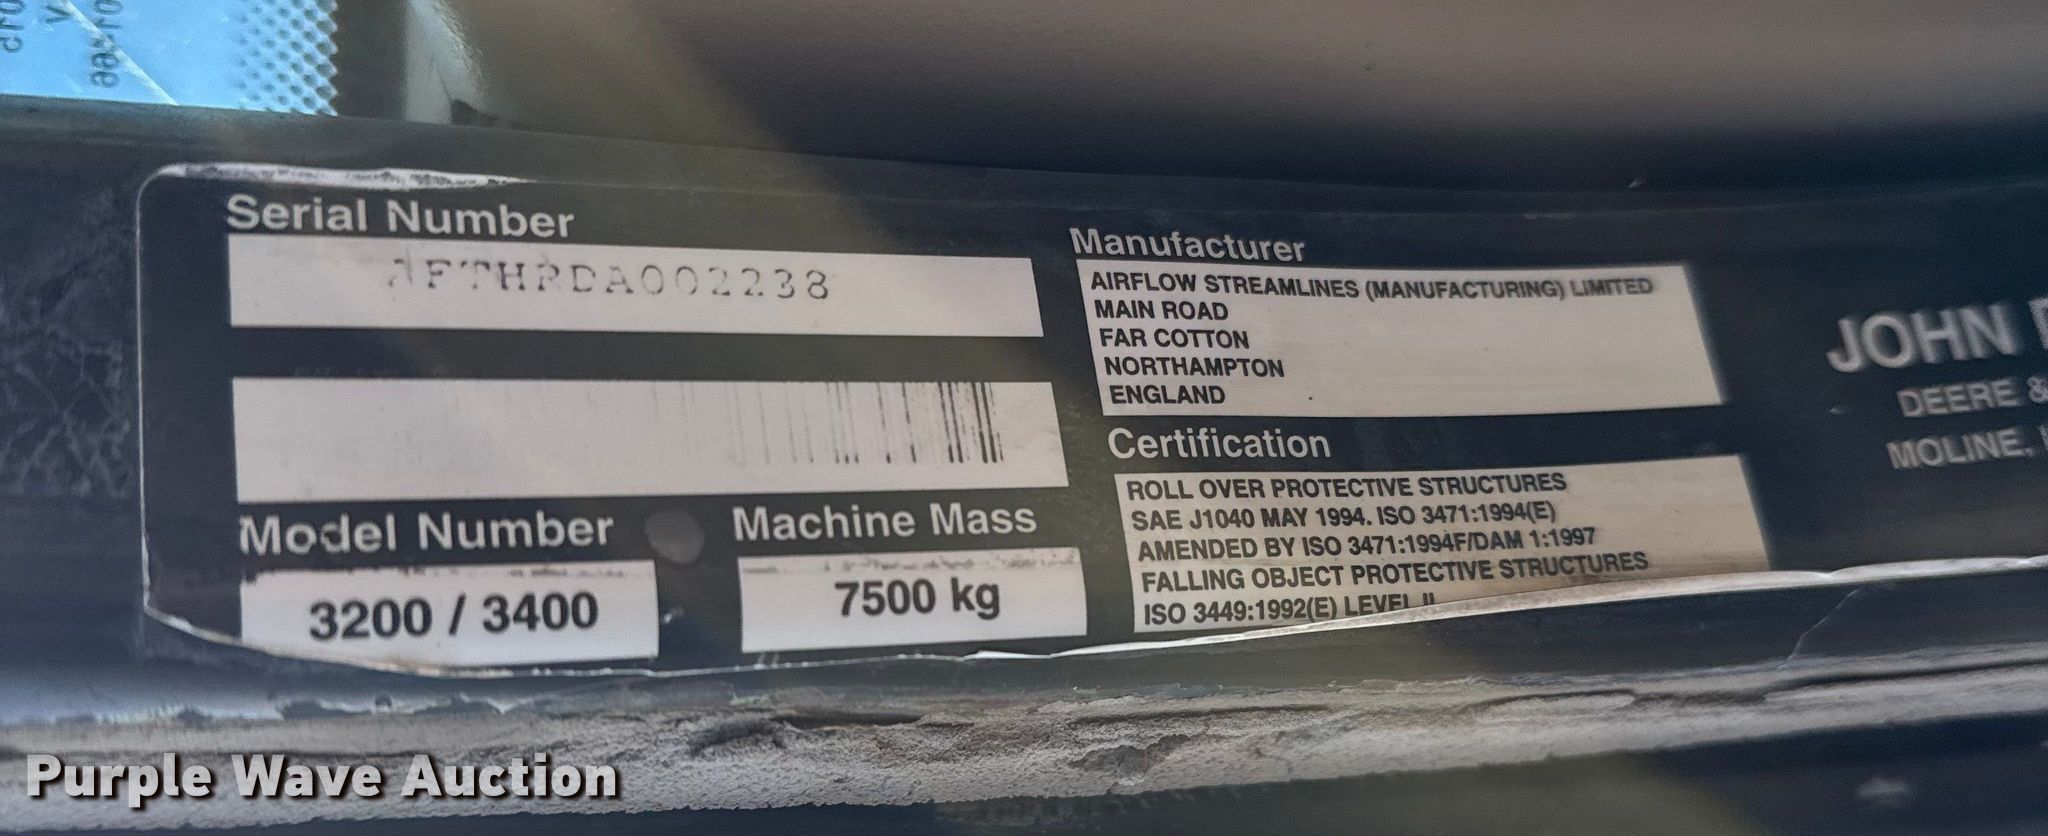 Serial Number
AFTHRDA002238
Model Number
3200 / 3400
Machine Mass
7500 kg
Manufacturer
AIRFLOW STREAMLINES (MANUFACTURING) LIMITED
MAIN ROAD
FAR COTTON
NORTHAMPTON
ENGLAND
Certification
ROLL OVER PROTECTIVE STRUCTURES
SAE J1040 MAY 1994. ISO 3471:1994(E)
AMENDED BY ISO 3471:1994F/DAM 1:1997
FALLING OBJECT PROTECTIVE STRUCTURES
ISO 3449:1992(E) LEVEL II
JOHN
DEERE &
MOLINE,
Purple Wave Auction